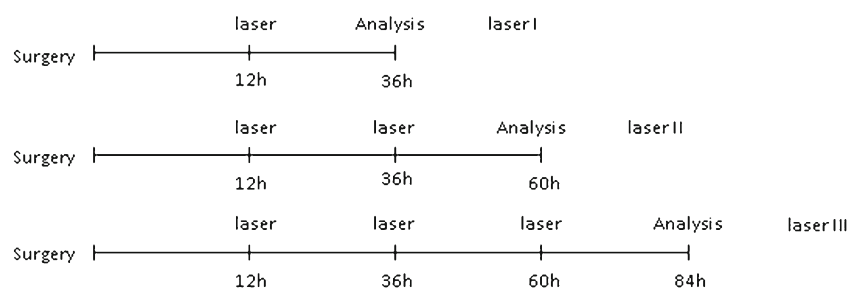 laser Analysis laser I
Surgery
12h 36h
laser laser Analysis laser II
Surgery
12h 36h 60h
laser laser laser Analysis laser III
Surgery
12h 36h 60h 84h